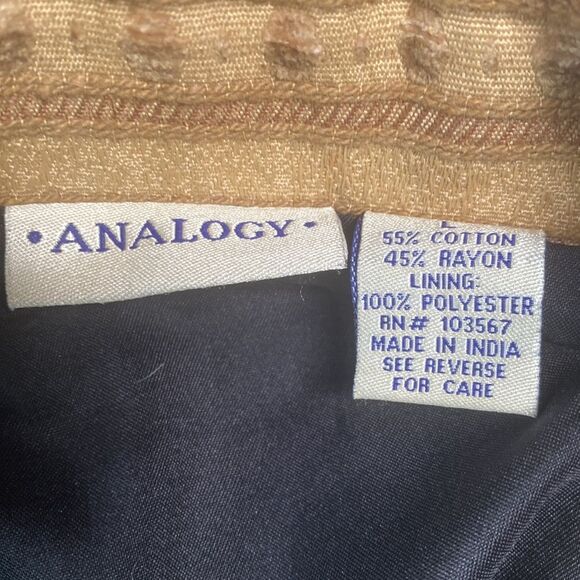 • ANALOGY •
L
55% COTTON
45% RAYON
LINING:
100% POLYESTER
RN# 103567
MADE IN INDIA
SEE REVERSE
FOR CARE